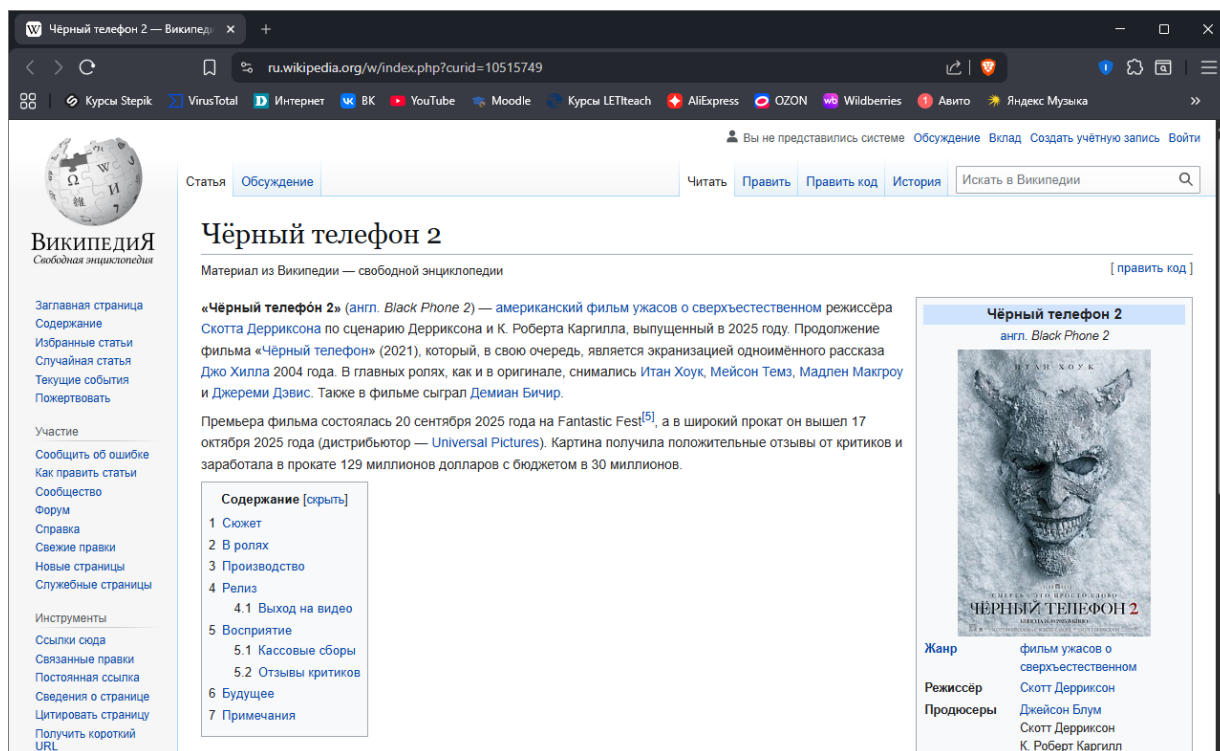 Чёрный телефон 2 — Википеди
ru.wikipedia.org/w/index.php?curid=10515749
Курсы Stepik VirusTotal Интернет ВК YouTube Moodle Курсы LETIteach AliExpress OZON Wildberries Авито Яндекс Музыка »
Вы не представились системе Обсуждение Вклад Создать учётную запись Войти
Статья Обсуждение Читать Править Править код История Искать в Википедии
ВИКИПЕДИЯ
Свободная энциклопедия
Заглавная страница
Содержание
Избранные статьи
Случайная статья
Текущие события
Пожертвовать
Участие
Сообщить об ошибке
Как править статьи
Сообщество
Форум
Справка
Свежие правки
Новые страницы
Служебные страницы
Инструменты
Ссылки сюда
Связанные правки
Постоянная ссылка
Сведения о странице
Цитировать страницу
Получить короткий
URL
Чёрный телефон 2
Материал из Википедии — свободной энциклопедии
[ править код ]
«Чёрный телефо́н 2» (англ. Black Phone 2) — американский фильм ужасов о сверхъестественном режиссёра
Скотта Дерриксона по сценарию Дерриксона и К. Роберта Каргилла, выпущенный в 2025 году. Продолжение
фильма «Чёрный телефон» (2021), который, в свою очередь, является экранизацией одноимённого рассказа
Джо Хилла 2004 года. В главных ролях, как и в оригинале, снимались Итан Хоук, Мейсон Темз, Мадлен Макгроу
и Джереми Дэвис. Также в фильме сыграл Демиан Бичир.
Премьера фильма состоялась 20 сентября 2025 года на Fantastic Fest[5], а в широкий прокат он вышел 17
октября 2025 года (дистрибьютор — Universal Pictures). Картина получила положительные отзывы от критиков и
заработала в прокате 129 миллионов долларов с бюджетом в 30 миллионов.
Содержание [скрыть]
1 Сюжет
2 В ролях
3 Производство
4 Релиз
4.1 Выход на видео
5 Восприятие
5.1 Кассовые сборы
5.2 Отзывы критиков
6 Будущее
7 Примечания
Чёрный телефон 2
англ. Black Phone 2
ИТАН ХОУК
СМЕРТЬ - ЭТО ПРОСТО СЛОВО
ЧЁРНЫЙ ТЕЛЕФОН 2
Жанр фильм ужасов о
сверхъестественном
Режиссёр Скотт Дерриксон
Продюсеры Джейсон Блум
Скотт Дерриксон
К. Роберт Каргилл